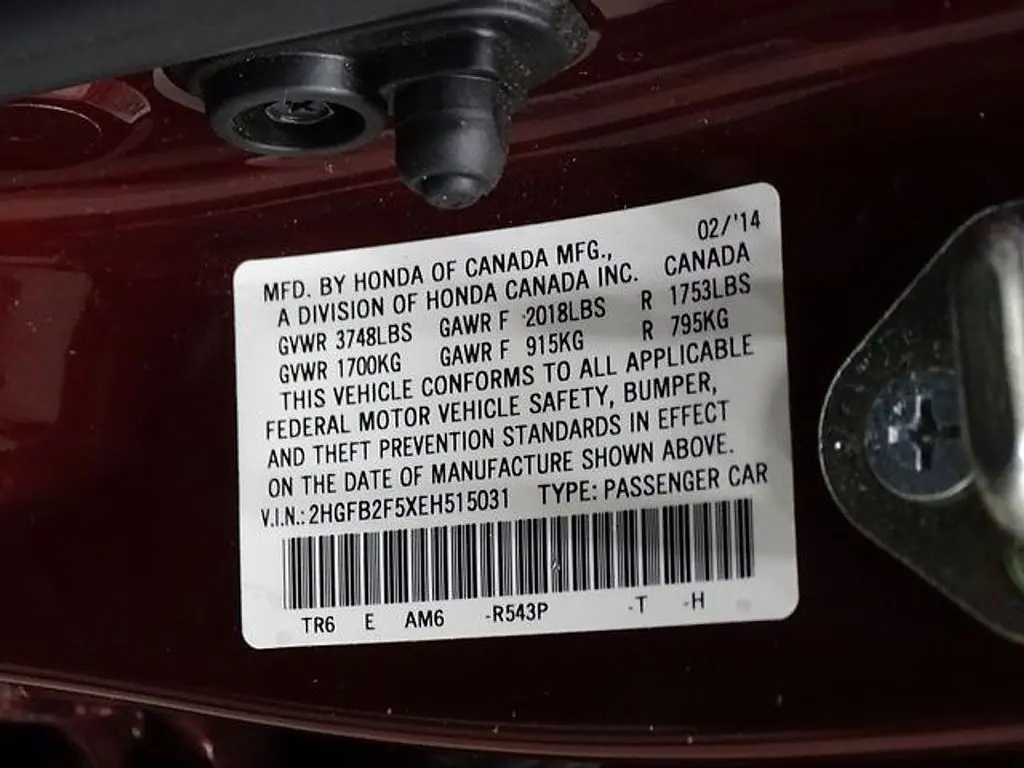 02/'14
MFD. BY HONDA OF CANADA MFG.,
A DIVISION OF HONDA CANADA INC. CANADA
GVWR 3748LBS GAWR F 2018LBS R 1753LBS
GVWR 1700KG GAWR F 915KG R 795KG
THIS VEHICLE CONFORMS TO ALL APPLICABLE
FEDERAL MOTOR VEHICLE SAFETY, BUMPER,
AND THEFT PREVENTION STANDARDS IN EFFECT
ON THE DATE OF MANUFACTURE SHOWN ABOVE.
V.I.N.: 2HGFB2F5XEH515031 TYPE: PASSENGER CAR
TR6 E AM6 -R543P -T -H